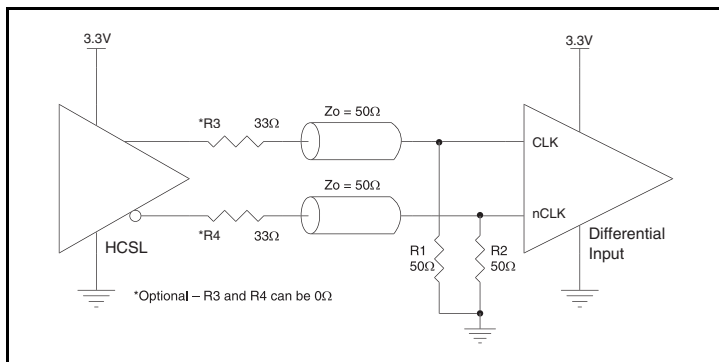 3.3V
3.3V
*R3
33Ω
Zo = 50Ω
CLK
Zo = 50Ω
nCLK
HCSL
*R4
33Ω
R1
50Ω
R2
50Ω
Differential
Input
*Optional – R3 and R4 can be 0Ω